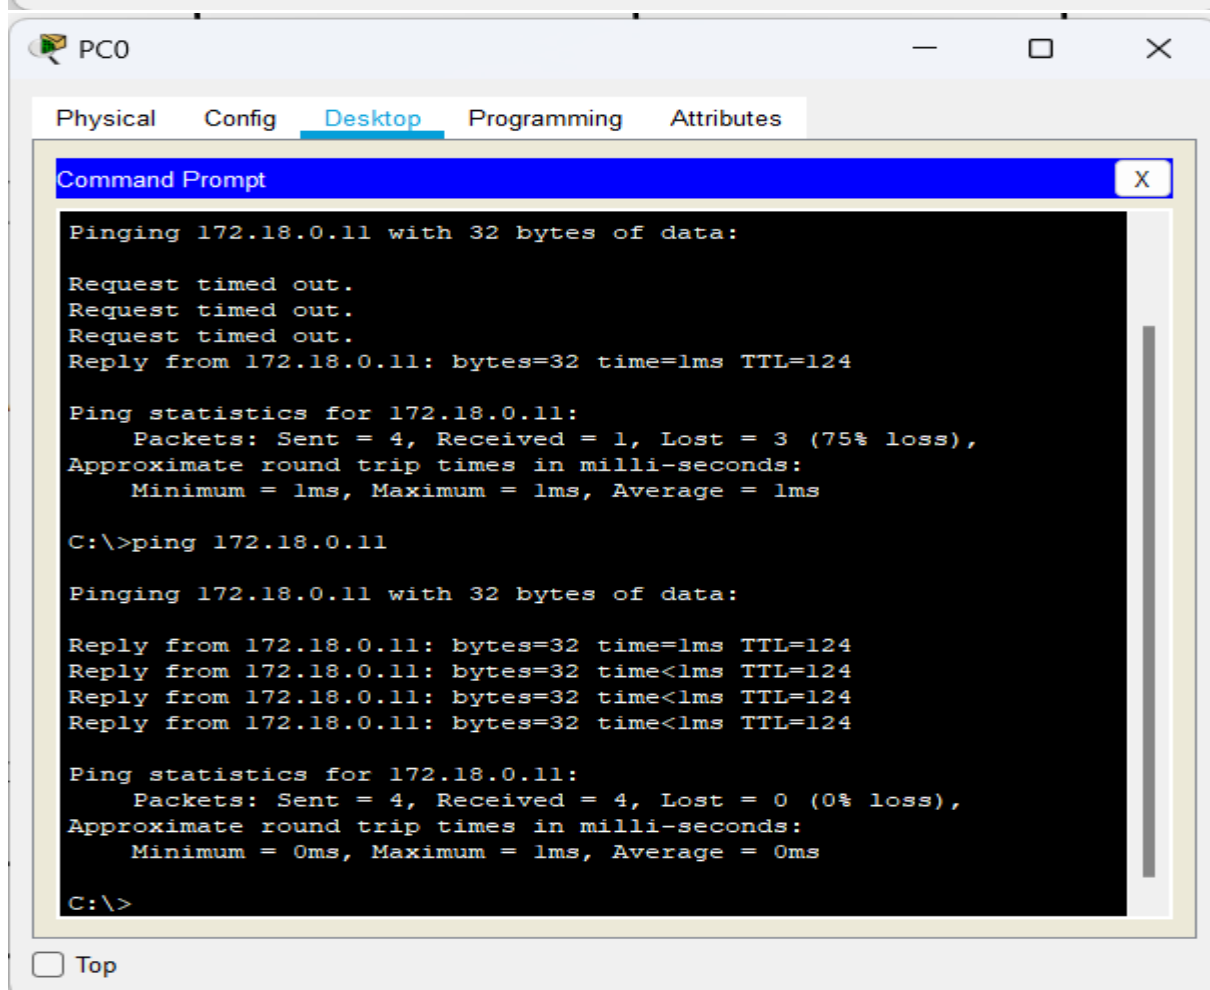 PC0
Physical Config Desktop Programming Attributes
Command Prompt X
Pinging 172.18.0.11 with 32 bytes of data:
Request timed out.
Request timed out.
Request timed out.
Reply from 172.18.0.11: bytes=32 time=1ms TTL=124
Ping statistics for 172.18.0.11:
Packets: Sent = 4, Received = 1, Lost = 3 (75% loss),
Approximate round trip times in milli-seconds:
Minimum = 1ms, Maximum = 1ms, Average = 1ms
C:\>ping 172.18.0.11
Pinging 172.18.0.11 with 32 bytes of data:
Reply from 172.18.0.11: bytes=32 time=1ms TTL=124
Reply from 172.18.0.11: bytes=32 time<1ms TTL=124
Reply from 172.18.0.11: bytes=32 time<1ms TTL=124
Reply from 172.18.0.11: bytes=32 time<1ms TTL=124
Ping statistics for 172.18.0.11:
Packets: Sent = 4, Received = 4, Lost = 0 (0% loss),
Approximate round trip times in milli-seconds:
Minimum = 0ms, Maximum = 1ms, Average = 0ms
C:\>
Top